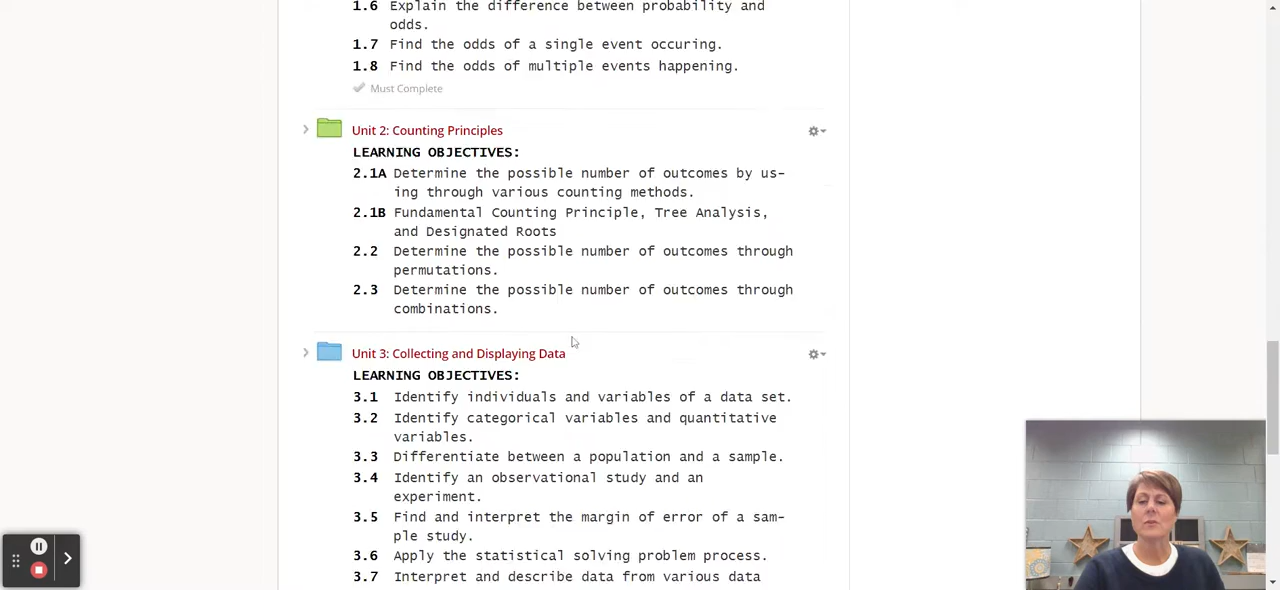 1.6 Explain the difference between probability and
odds.
1.7 Find the odds of a single event occuring.
1.8 Find the odds of multiple events happening.
Must Complete
Unit 2: Counting Principles
LEARNING OBJECTIVES:
2.1A Determine the possible number of outcomes by us-
ing through various counting methods.
2.1B Fundamental Counting Principle, Tree Analysis,
and Designated Roots
2.2 Determine the possible number of outcomes through
permutations.
2.3 Determine the possible number of outcomes through
combinations.
Unit 3: Collecting and Displaying Data
LEARNING OBJECTIVES:
3.1 Identify individuals and variables of a data set.
3.2 Identify categorical variables and quantitative
variables.
3.3 Differentiate between a population and a sample.
3.4 Identify an observational study and an
experiment.
3.5 Find and interpret the margin of error of a sam-
ple study.
3.6 Apply the statistical solving problem process.
3.7 Interpret and describe data from various data